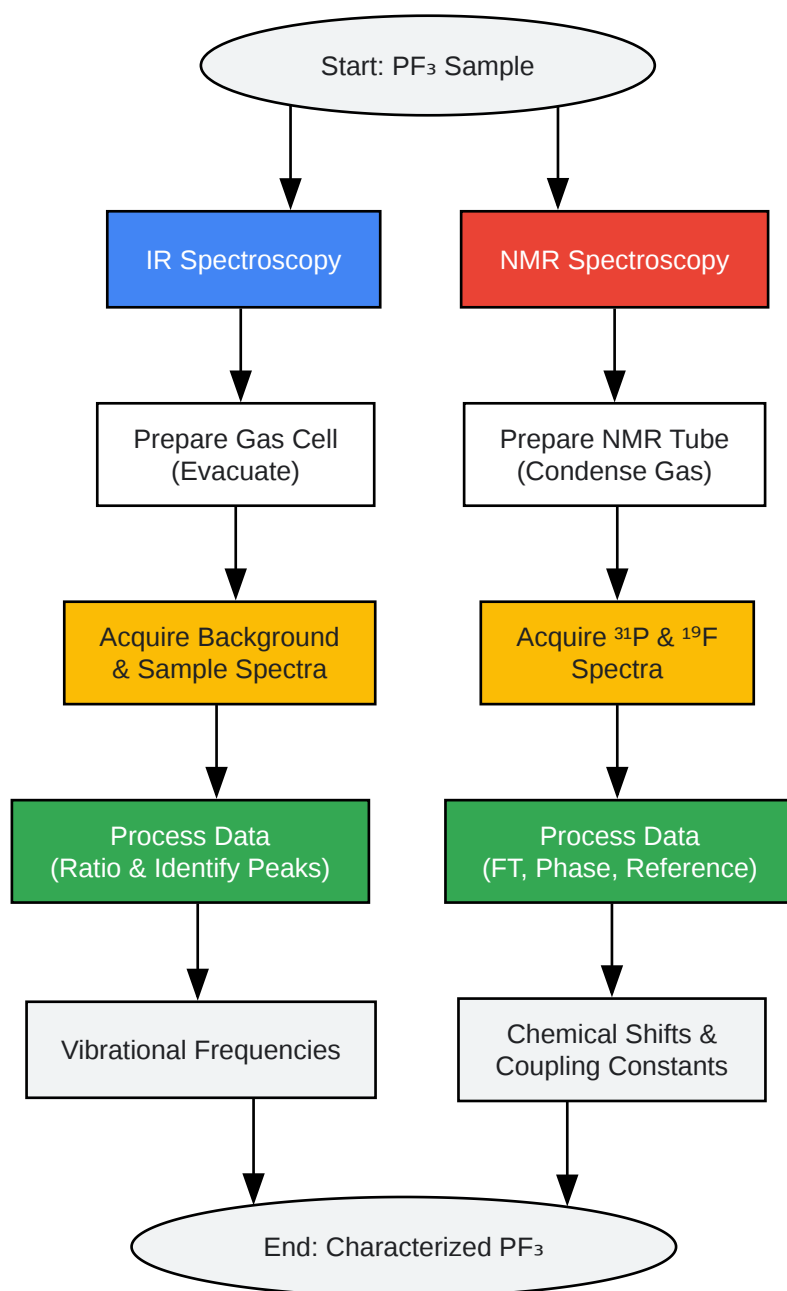 Start: PF₃ Sample
IR Spectroscopy
NMR Spectroscopy
Prepare Gas Cell
(Evacuate)
Prepare NMR Tube
(Condense Gas)
Acquire Background
& Sample Spectra
Acquire ³¹P & ¹⁹F
Spectra
Process Data
(Ratio & Identify Peaks)
Process Data
(FT, Phase, Reference)
Vibrational Frequencies
Chemical Shifts &
Coupling Constants
End: Characterized PF₃